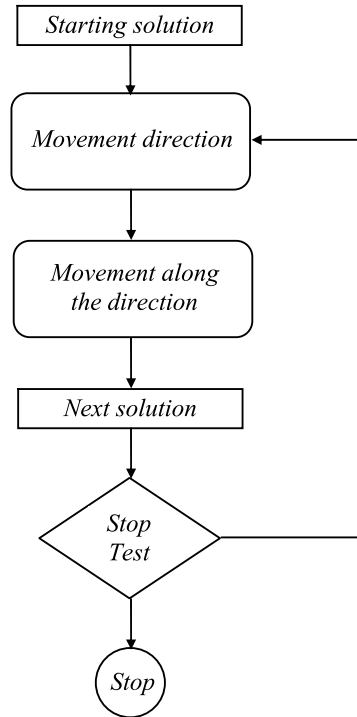 Starting solution
Movement direction
Movement along
the direction
Next solution
Stop
Test
Stop